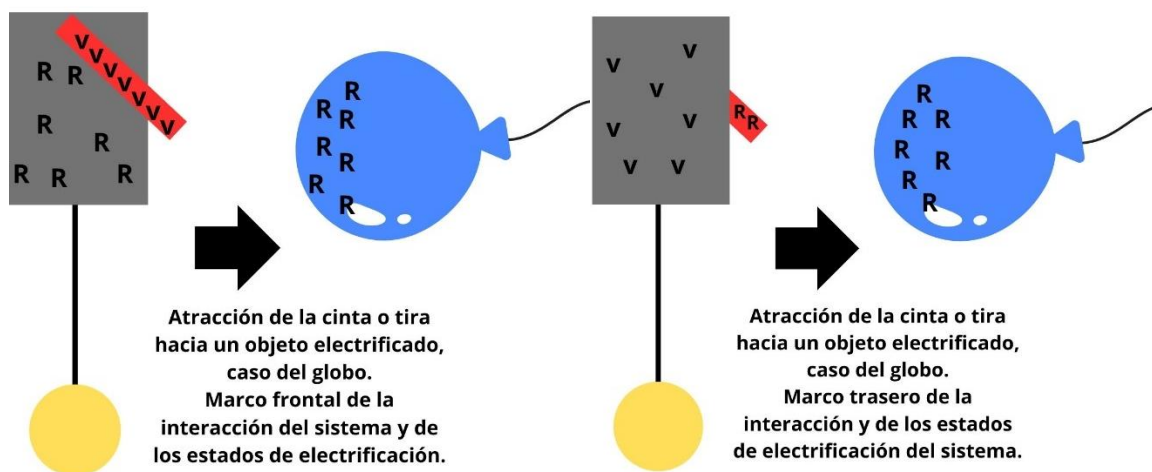 v v v v v v v
R R
R
R
R R R
R
R R
R
R
R
R
Atracción de la cinta o tira
hacia un objeto electrificado,
caso del globo.
Marco frontal de la
interacción del sistema y de
los estados de electrificación.
v
v
v
v v
v v
R R
R
R R
R
R
R
R
Atracción de la cinta o tira
hacia un objeto electrificado,
caso del globo.
Marco trasero de la
interacción y de los estados
de electrificación del sistema.